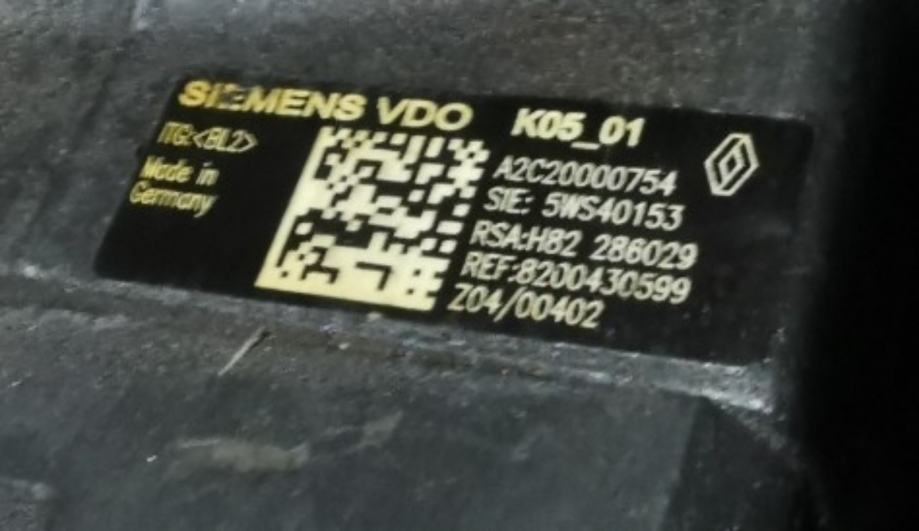 SIEMENS VDO K05_01
ITG:<BL2>
Made in
Germany
A2C20000754
SIE: 5WS40153
RSA:H82 286029
REF:8200430599
Z04/00402